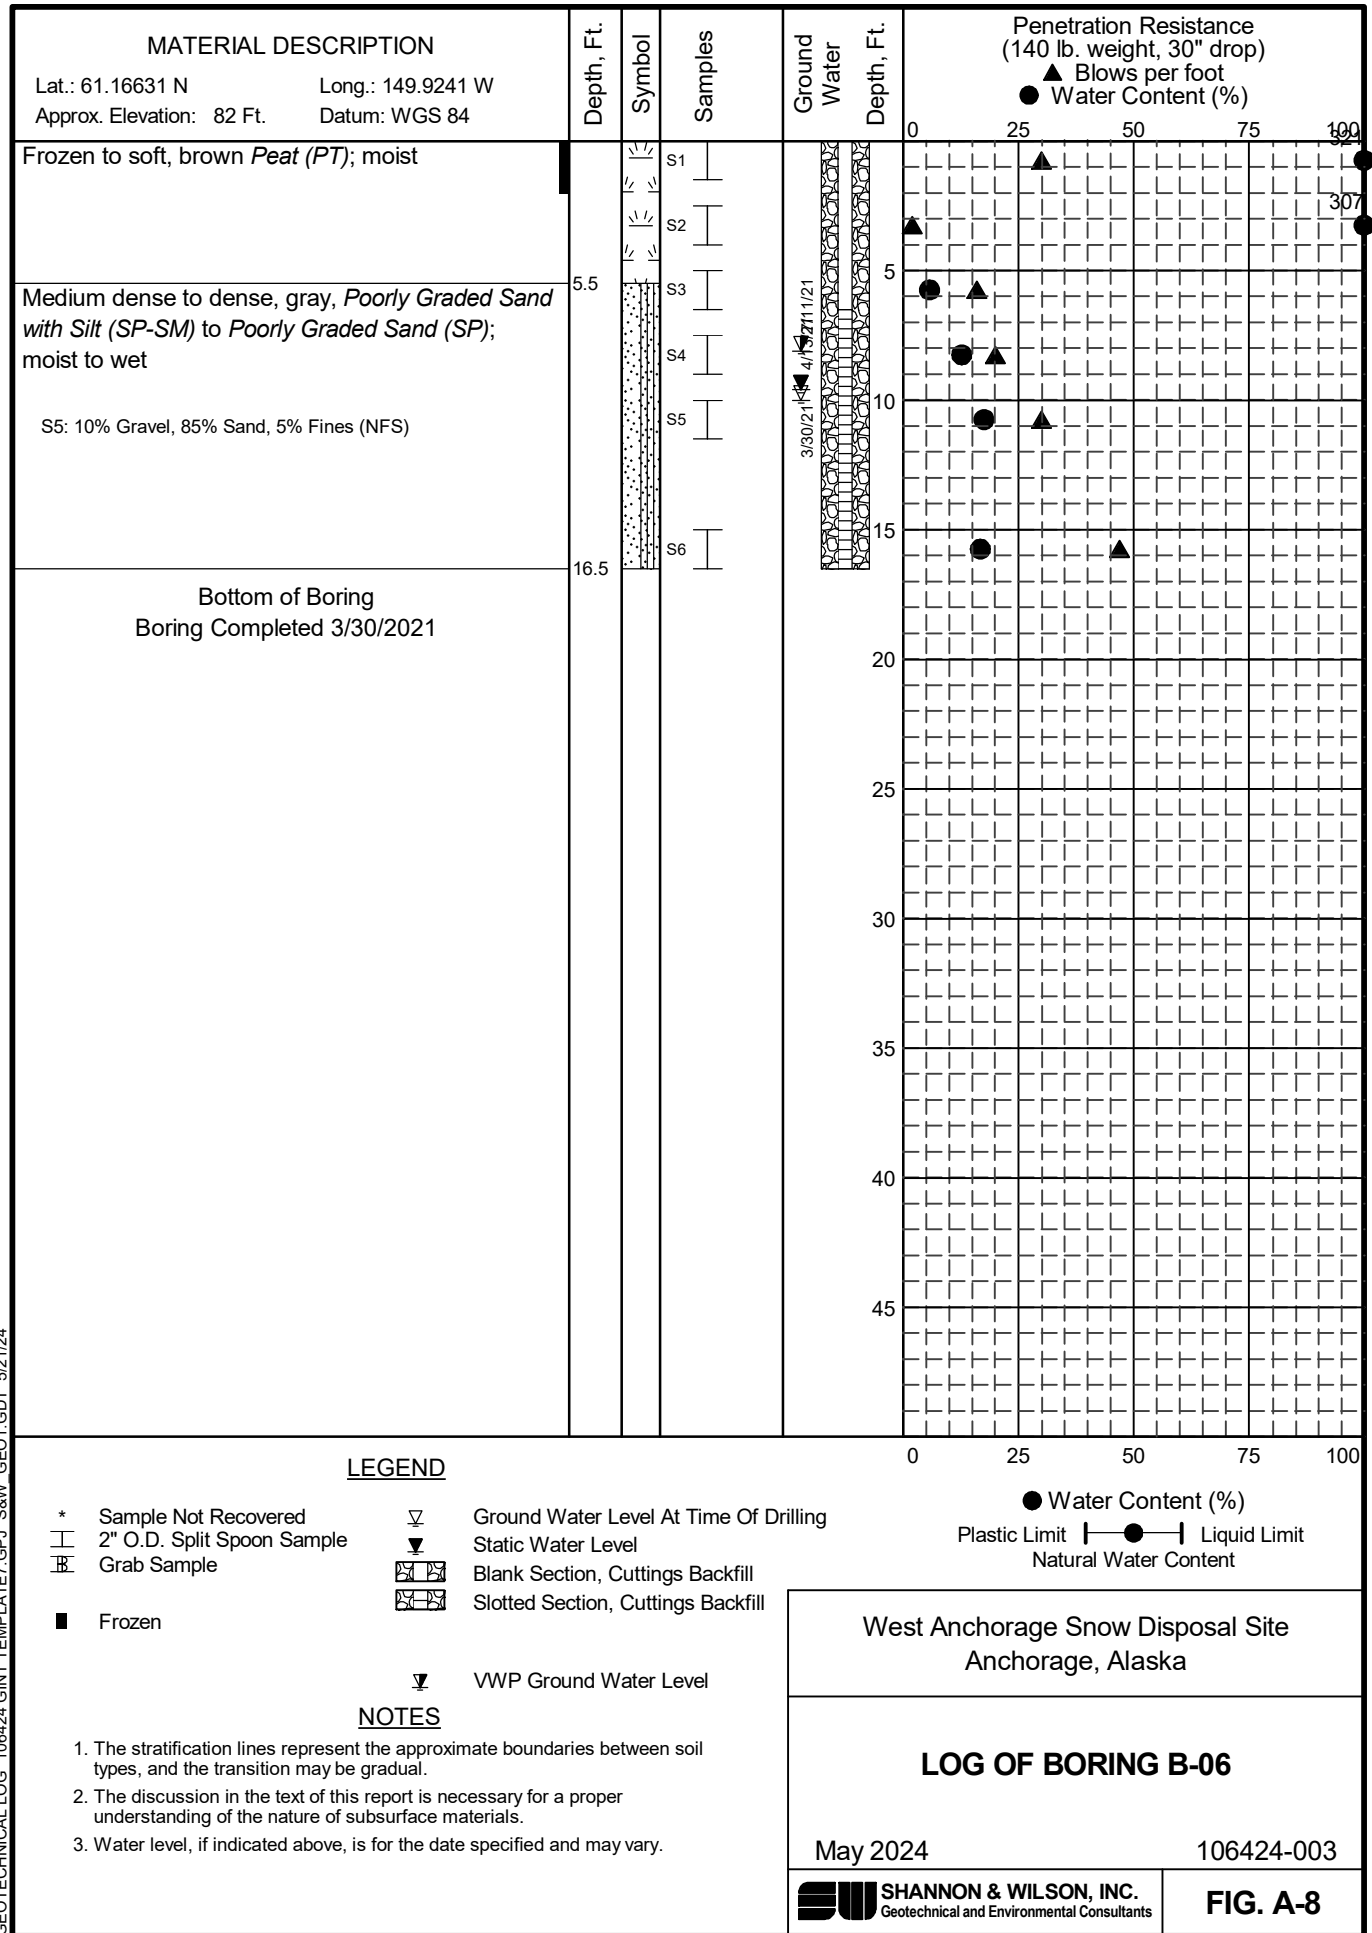 MATERIAL DESCRIPTION
Lat.: 61.16631 N Long.: 149.9241 W
Approx. Elevation: 82 Ft. Datum: WGS 84
Depth, Ft.
Symbol
Samples
Ground
Water
Depth, Ft.
Penetration Resistance
(140 lb. weight, 30" drop)
▲ Blows per foot
● Water Content (%)
0 25 50 75 100
Frozen to soft, brown Peat (PT); moist
S1
321
S2
307
5
5.5
Medium dense to dense, gray, Poorly Graded Sand
with Silt (SP-SM) to Poorly Graded Sand (SP);
moist to wet
S3
S4
S5: 10% Gravel, 85% Sand, 5% Fines (NFS)
S5
3/30/21
10
15
S6
16.5
Bottom of Boring
Boring Completed 3/30/2021
20
25
30
35
40
45
0 25 50 75 100
LEGEND
* Sample Not Recovered
2" O.D. Split Spoon Sample
Grab Sample
Frozen
Ground Water Level At Time Of Drilling
Static Water Level
Blank Section, Cuttings Backfill
Slotted Section, Cuttings Backfill
VWP Ground Water Level
● Water Content (%)
Plastic Limit Liquid Limit
Natural Water Content
NOTES
1. The stratification lines represent the approximate boundaries between soil
types, and the transition may be gradual.
2. The discussion in the text of this report is necessary for a proper
understanding of the nature of subsurface materials.
3. Water level, if indicated above, is for the date specified and may vary.
West Anchorage Snow Disposal Site
Anchorage, Alaska
LOG OF BORING B-06
May 2024 106424-003
SHANNON & WILSON, INC.
Geotechnical and Environmental Consultants
FIG. A-8
GEOTECHNICAL LOG 106424 GINT TEMPLATE7.GPJ S&W_GEO1.GDT 5/21/24